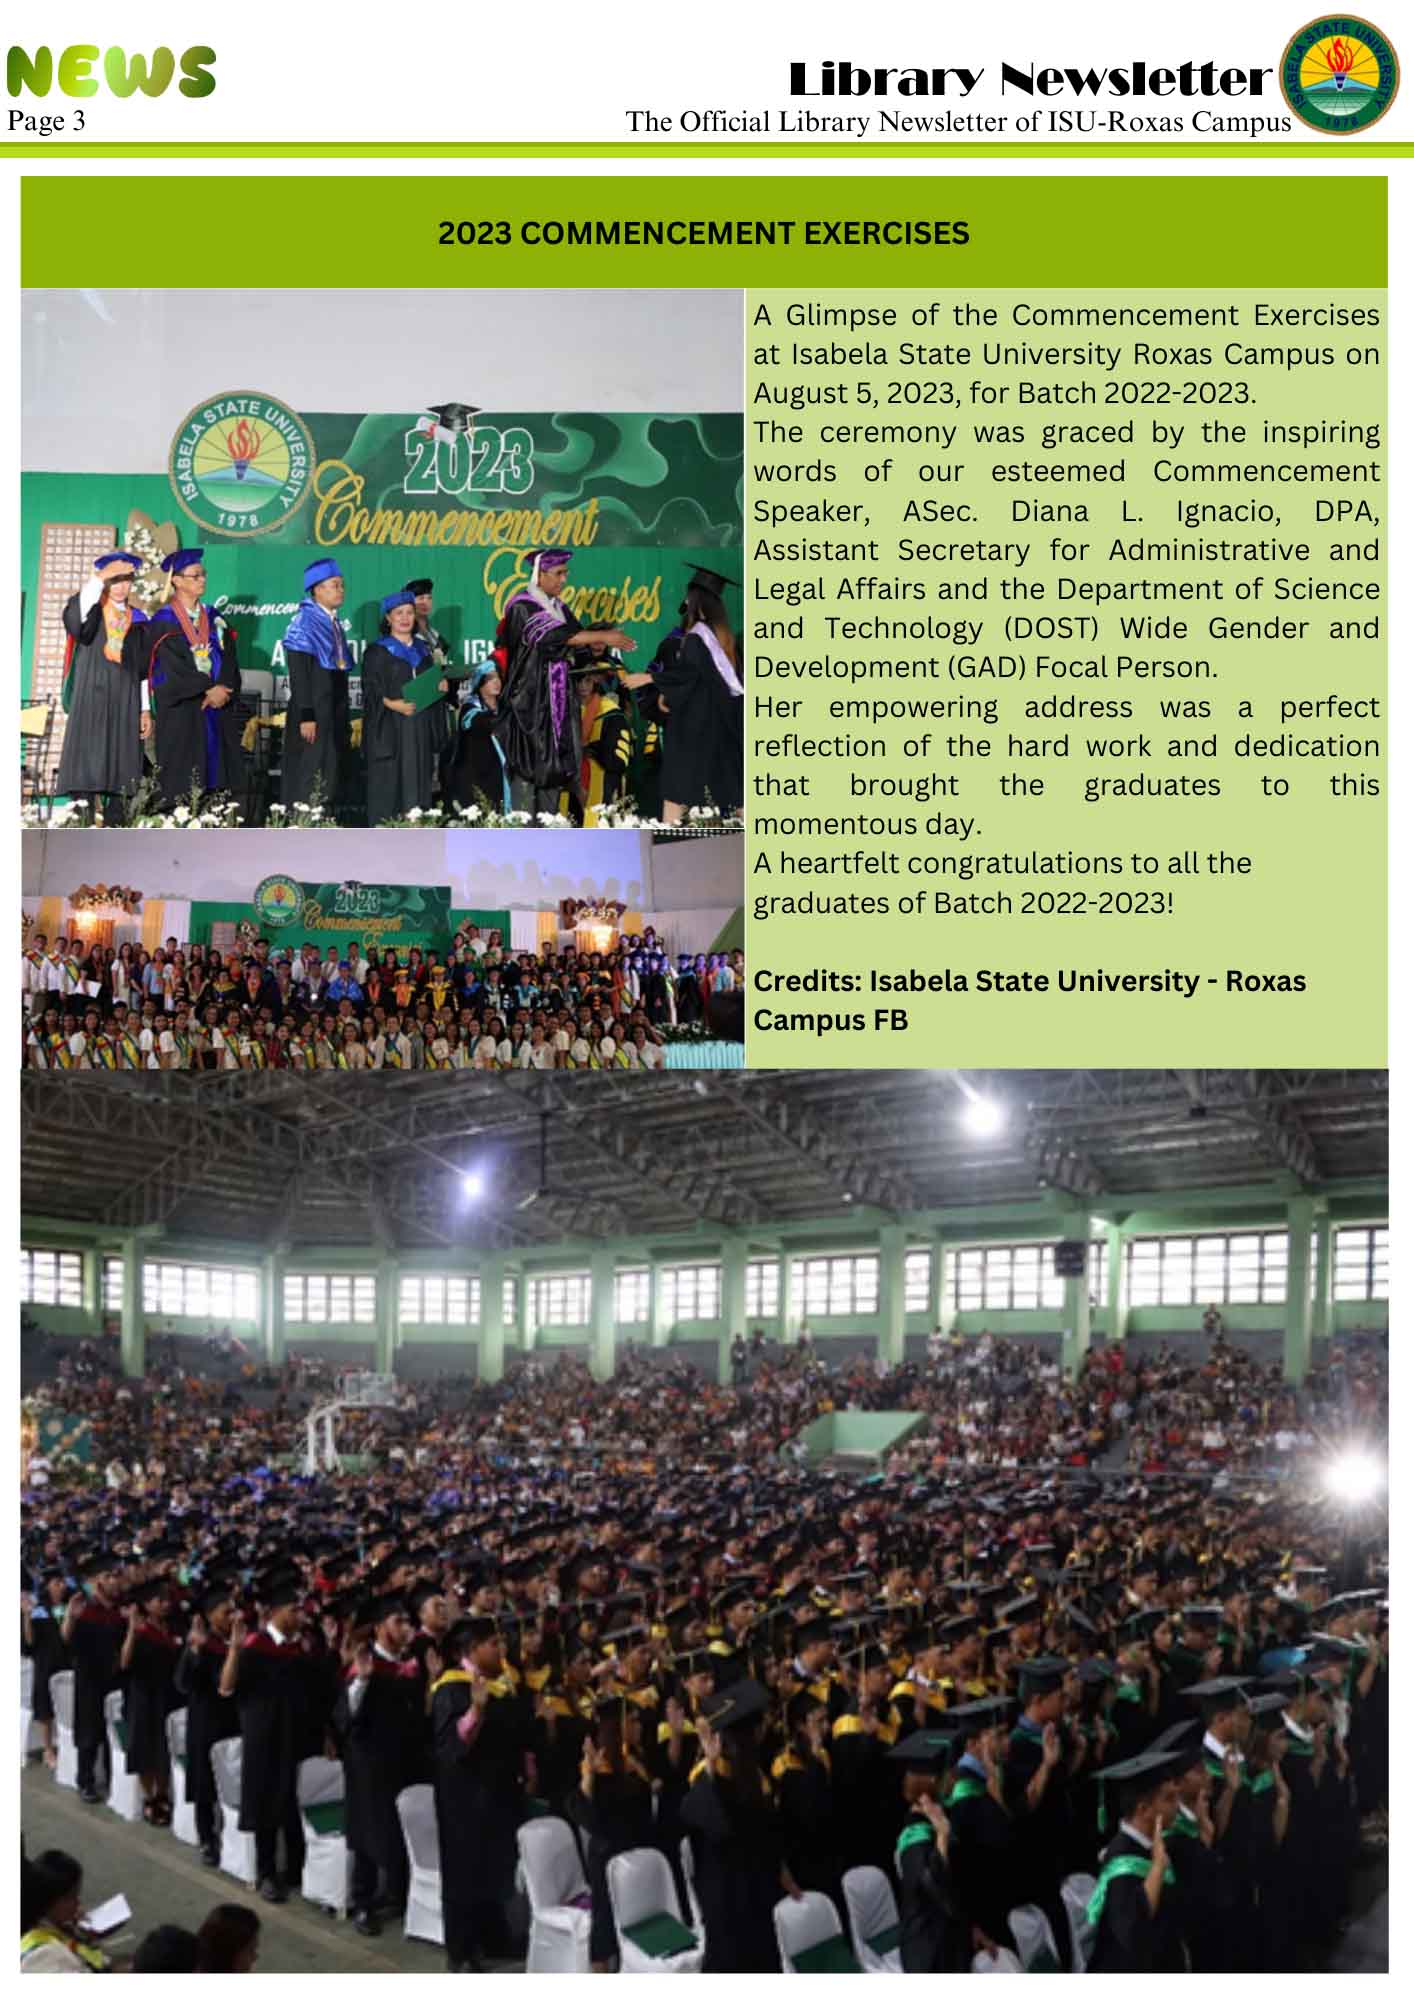 NEWS
Page 3
Library Newsletter
The Official Library Newsletter of ISU-Roxas Campus
ISABELA STATE UNIVERSITY
1978
2023 COMMENCEMENT EXERCISES
ISABELA STATE UNIVERSITY
1978
2023
Commencement
Exercises
A Glimpse of the Commencement Exercises
at Isabela State University Roxas Campus on
August 5, 2023, for Batch 2022-2023.
The ceremony was graced by the inspiring
words of our esteemed Commencement
Speaker, ASec. Diana L. Ignacio, DPA,
Assistant Secretary for Administrative and
Legal Affairs and the Department of Science
and Technology (DOST) Wide Gender and
Development (GAD) Focal Person.
Her empowering address was a perfect
reflection of the hard work and dedication
that brought the graduates to this
momentous day.
A heartfelt congratulations to all the
graduates of Batch 2022-2023!
Credits: Isabela State University - Roxas
Campus FB
2023
Commencement
Exercises